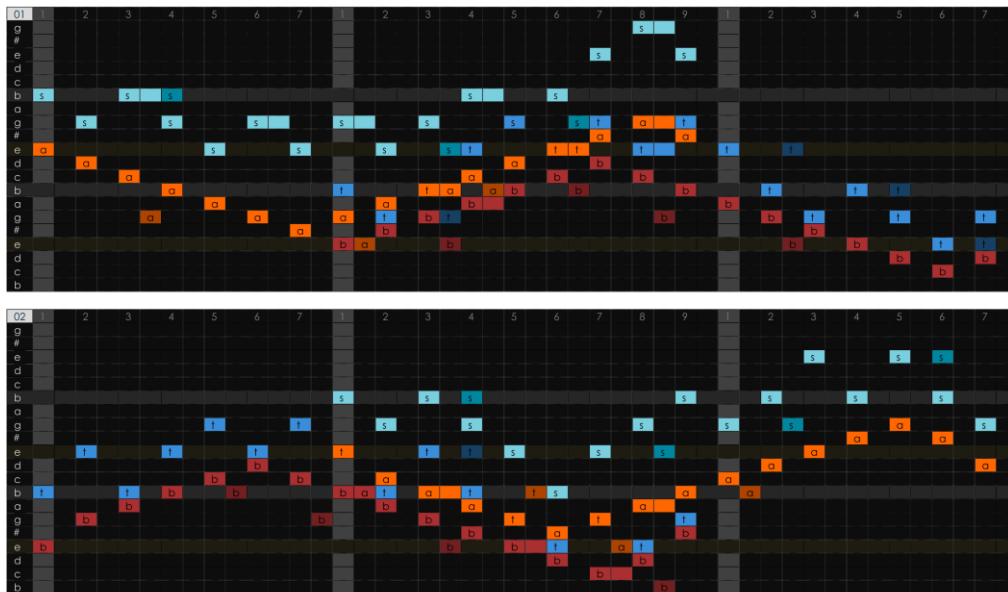 01 1 2 3 4 5 6 7 1 2 3 4 5 6 7 8 9 1 2 3 4 5 6 7
g s
#
e s s
d
c
b s s s s s
a
g s s s s s s s t a t
# a a
e a s s s s t t t t t t
d a a b
c a a b b
b a t t a a b b b t t t
a a a b b
g a a a t b t b b t t t
# a b b
e b a b b b t t
d b b
c b
b
02 1 2 3 4 5 6 7 1 2 3 4 5 6 7 8 9 1 2 3 4 5 6 7
g
#
e s s s
d
c
b s s s s s s s
a
g t t s s s s s a s
# a a
e t t t t t t s s s a
d b a a
c b b a a
b t t b b b a t a t t s a a
a b b a a
g b b b t t t
# b a b
e b b b t a t
d b b
c b
b b